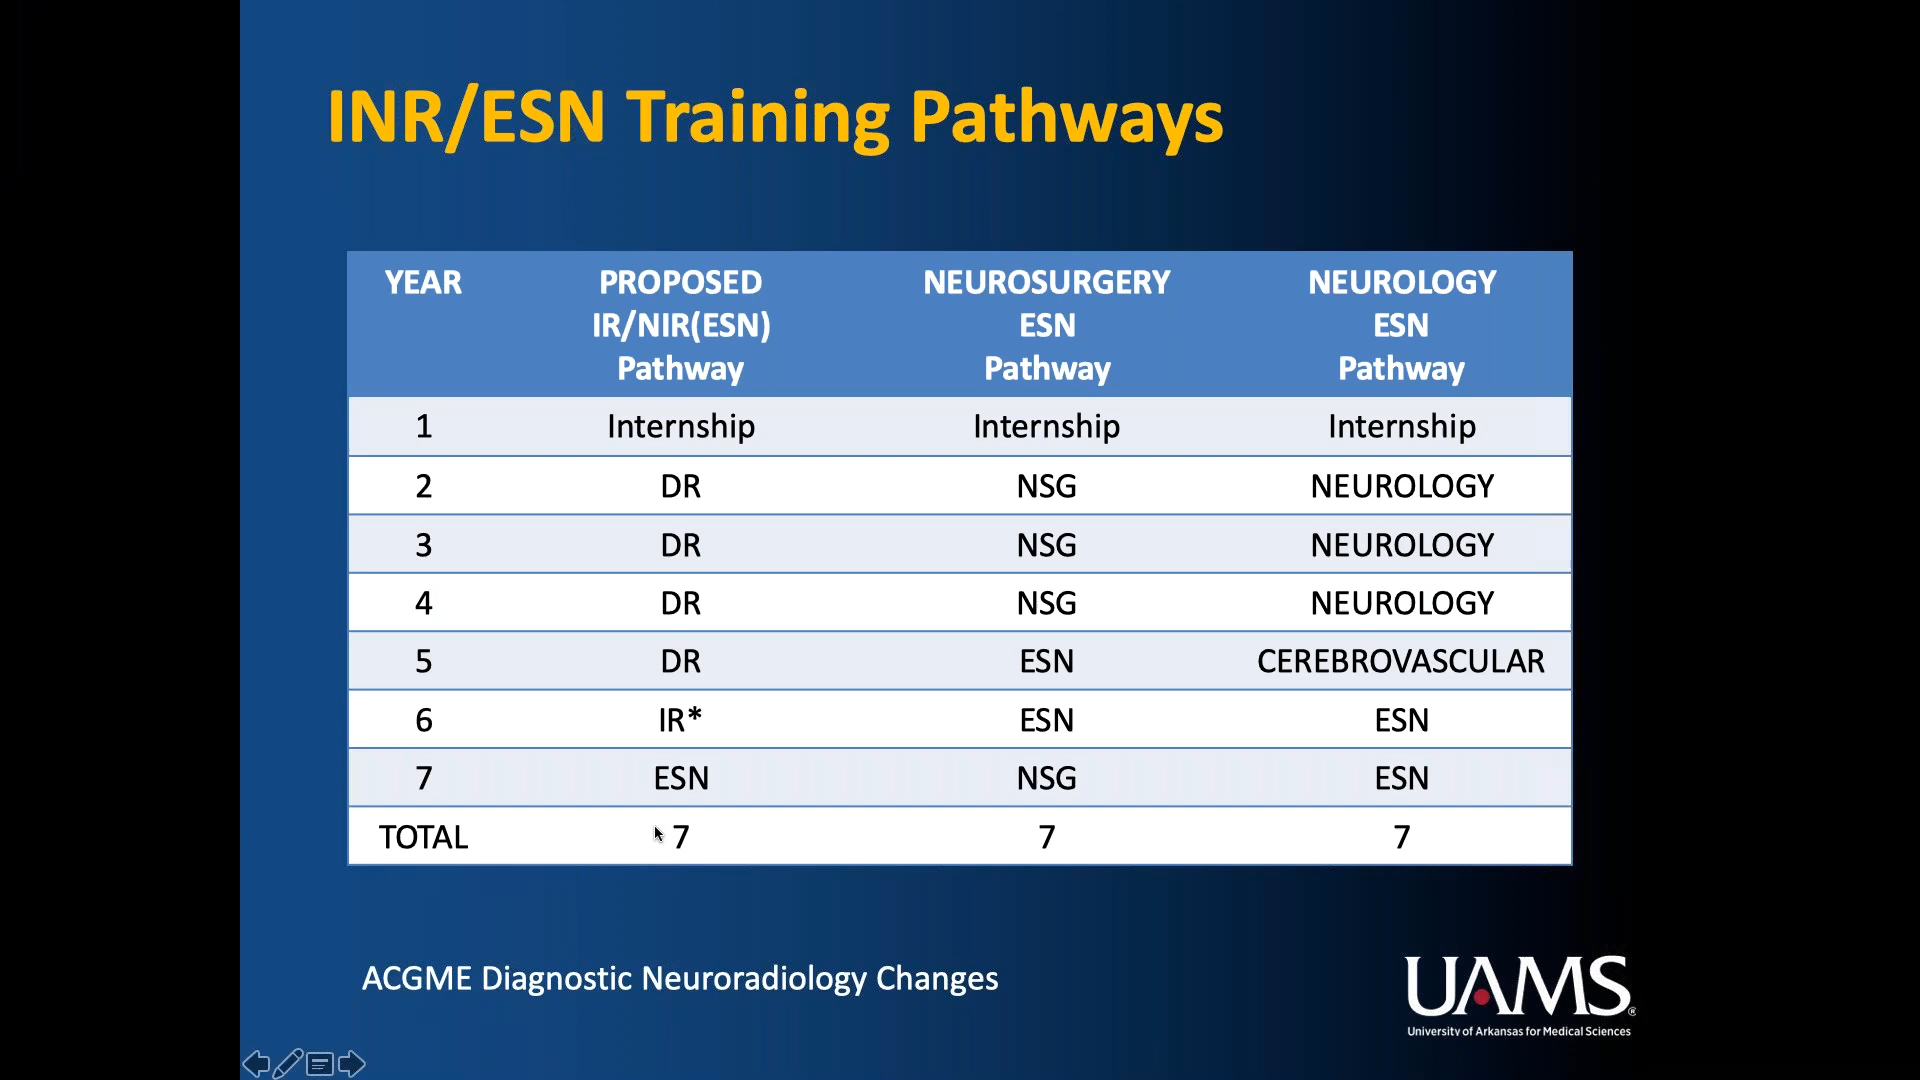 INR/ESN Training Pathways
YEAR PROPOSED IR/NIR(ESN) Pathway NEUROSURGERY ESN Pathway NEUROLOGY ESN Pathway
1 Internship Internship Internship
2 DR NSG NEUROLOGY
3 DR NSG NEUROLOGY
4 DR NSG NEUROLOGY
5 DR ESN CEREBROVASCULAR
6 IR* ESN ESN
7 ESN NSG ESN
TOTAL 7 7 7
ACGME Diagnostic Neuroradiology Changes
UAMS®
University of Arkansas for Medical Sciences